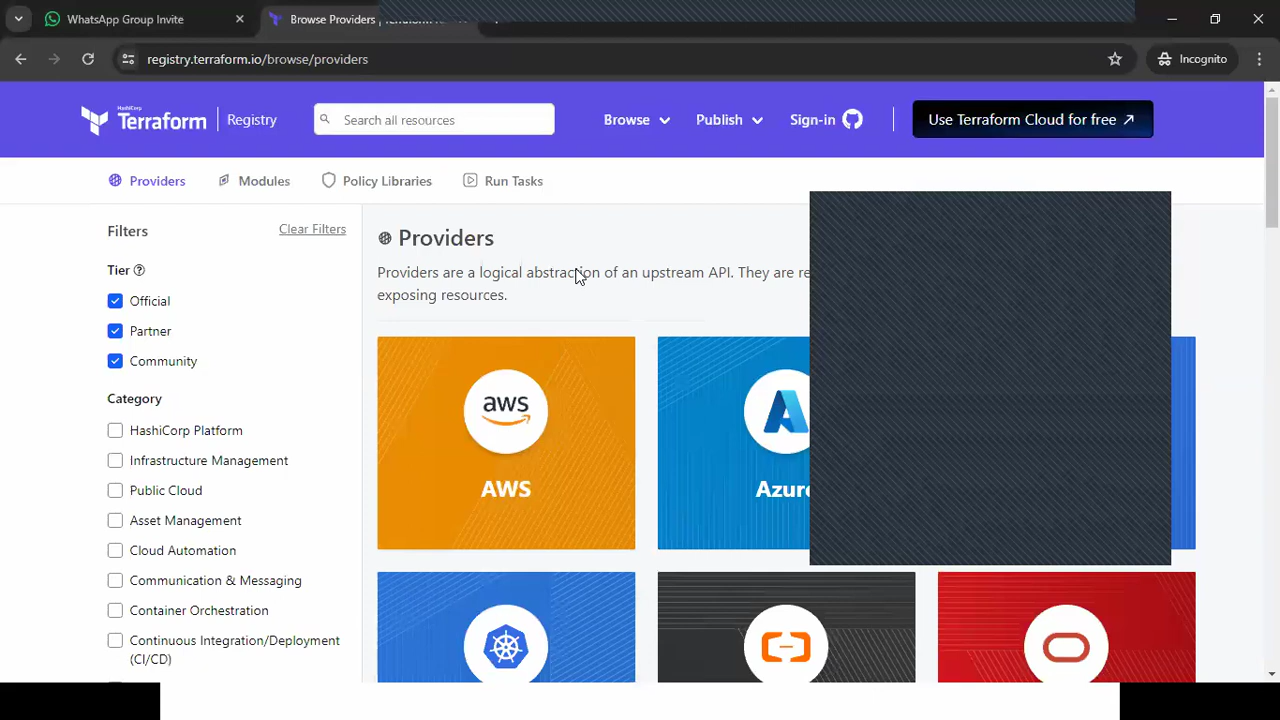 WhatsApp Group Invite
Browse Providers |
registry.terraform.io/browse/providers
Incognito
HashiCorp
Terraform
Registry
Search all resources
Browse
Publish
Sign-in
Use Terraform Cloud for free ↗
Providers
Modules
Policy Libraries
Run Tasks
Filters
Clear Filters
Providers
Tier
Providers are a logical abstraction of an upstream API. They are re
exposing resources.
Official
Partner
Community
Category
HashiCorp Platform
Infrastructure Management
Public Cloud
Asset Management
Cloud Automation
Communication & Messaging
Container Orchestration
Continuous Integration/Deployment
(CI/CD)
aws
AWS
Azure